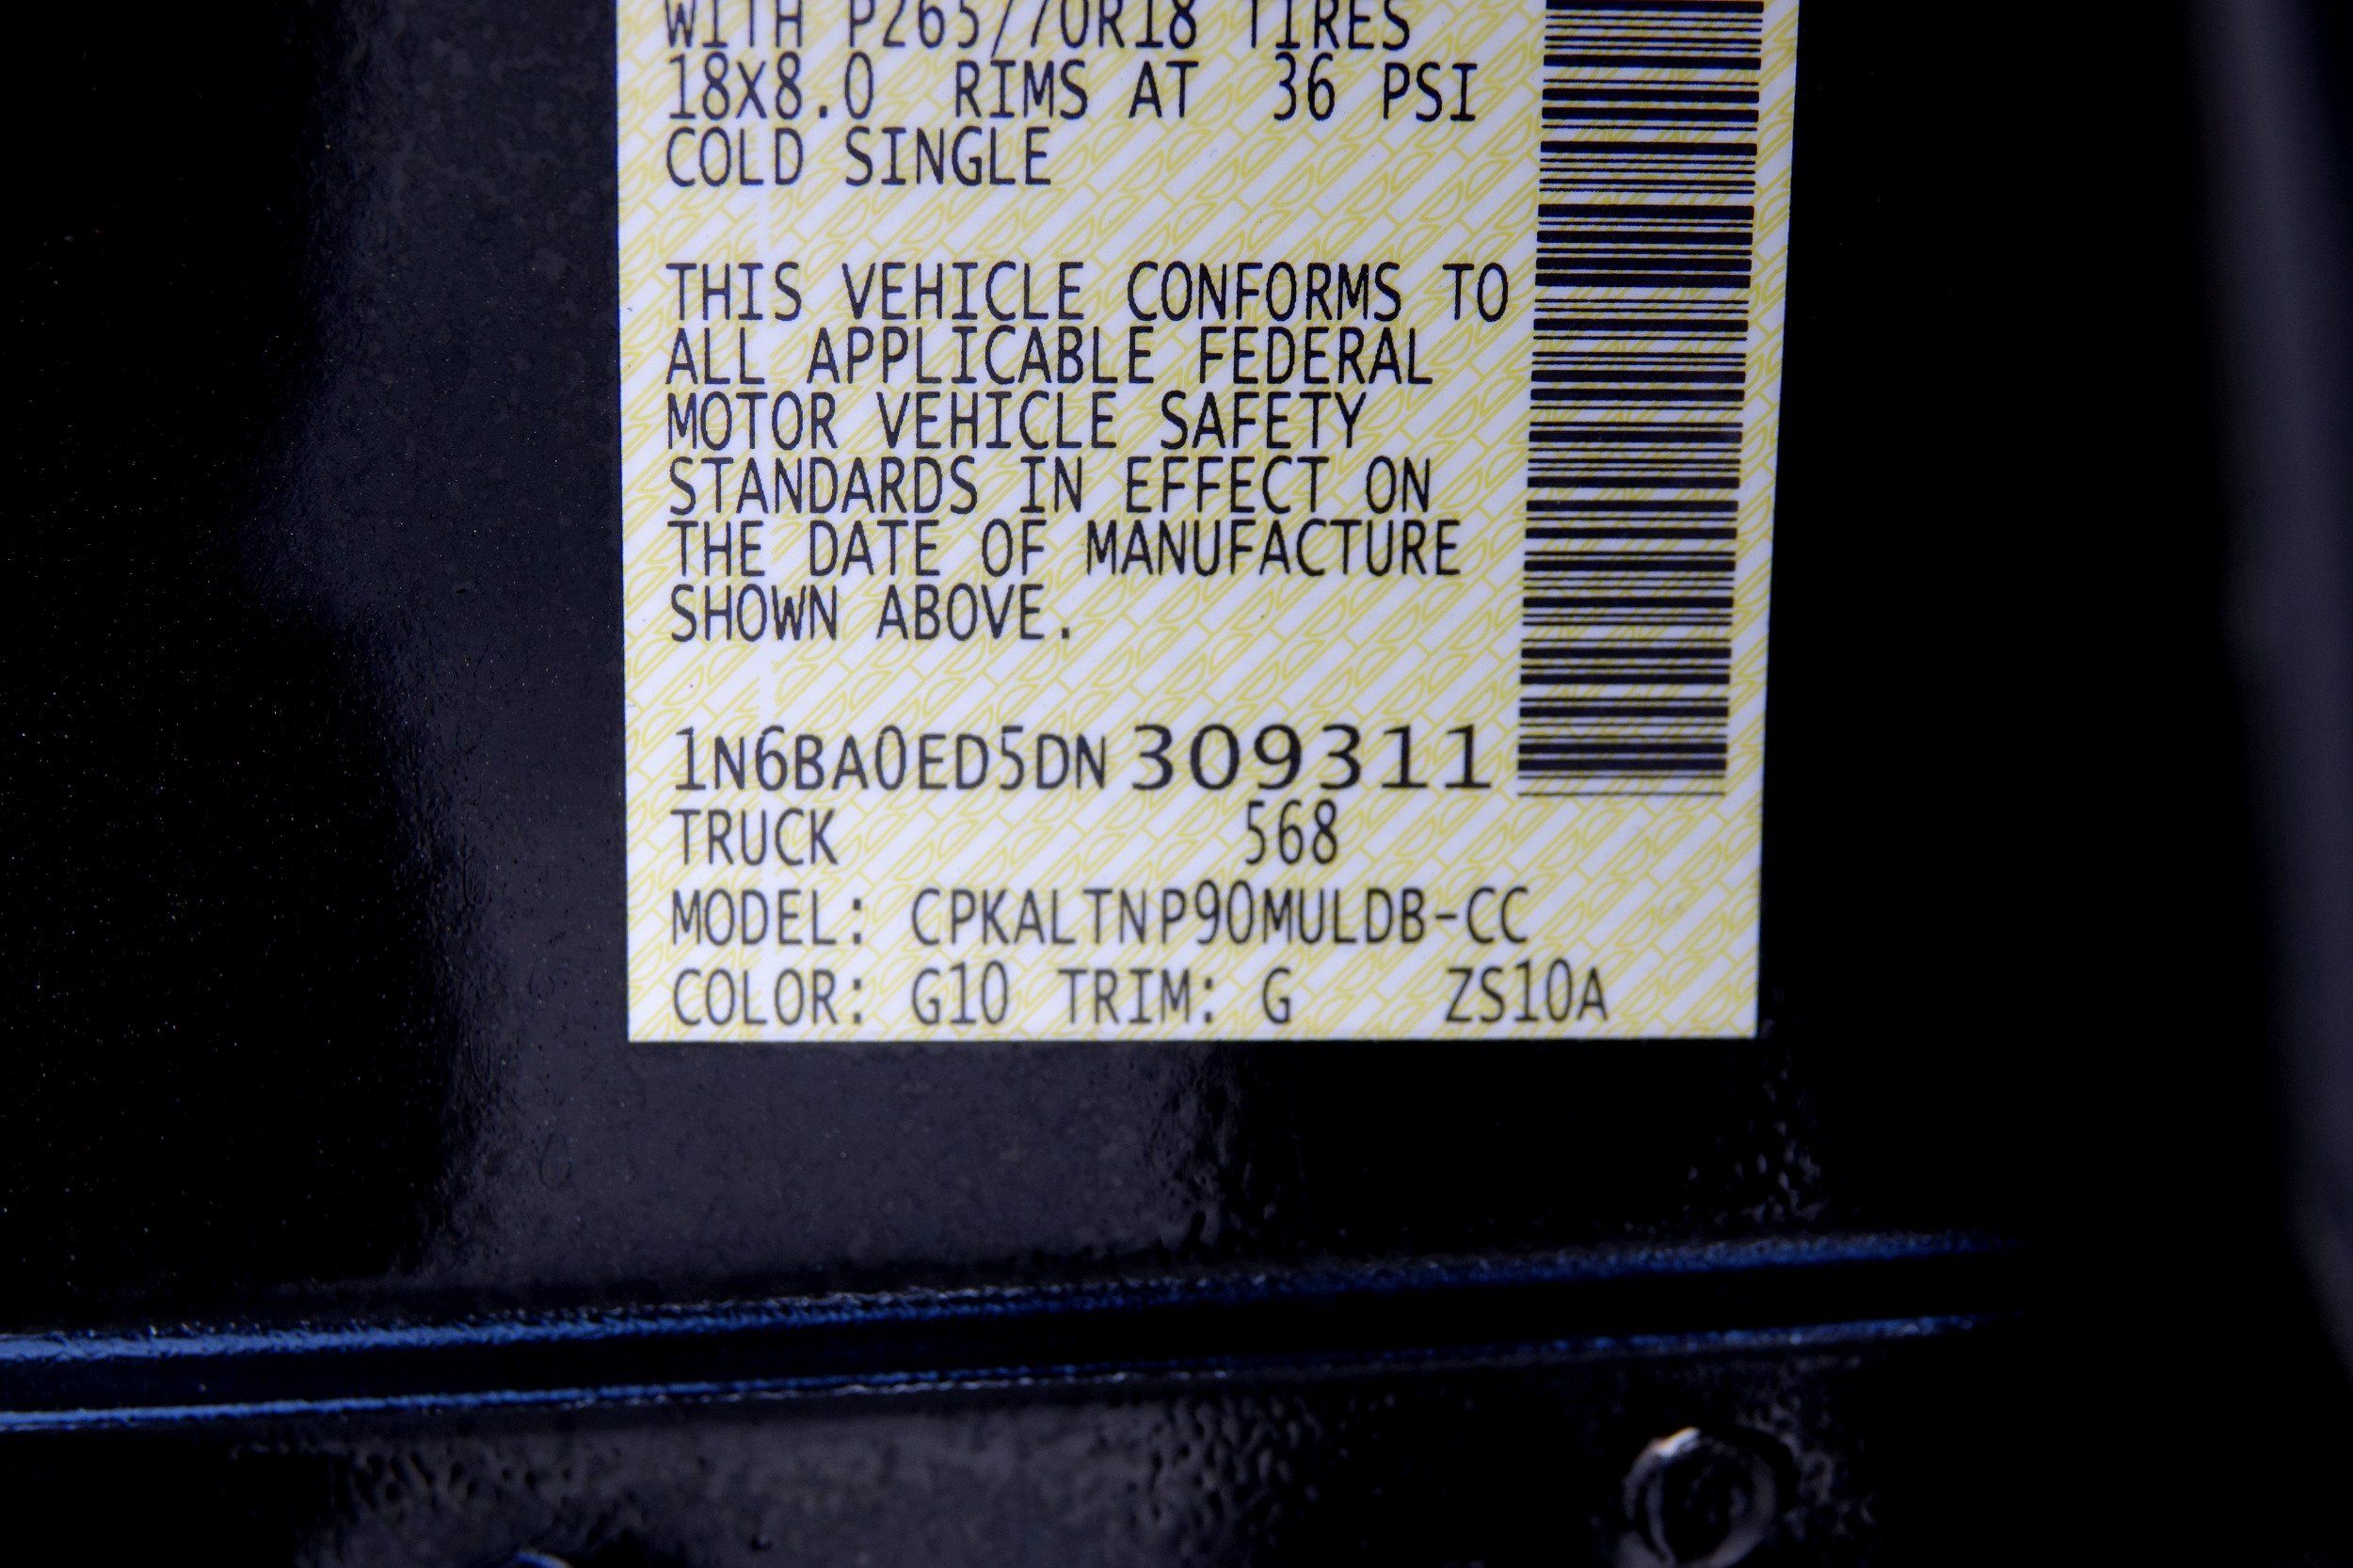 WITH P265/70R18 TIRES
18X8.0 RIMS AT 36 PSI
COLD SINGLE
THIS VEHICLE CONFORMS TO
ALL APPLICABLE FEDERAL
MOTOR VEHICLE SAFETY
STANDARDS IN EFFECT ON
THE DATE OF MANUFACTURE
SHOWN ABOVE.
1N6BA0ED5DN309311
TRUCK 568
MODEL: CPKALTNP90MULDB-CC
COLOR: G10 TRIM: G ZS10A